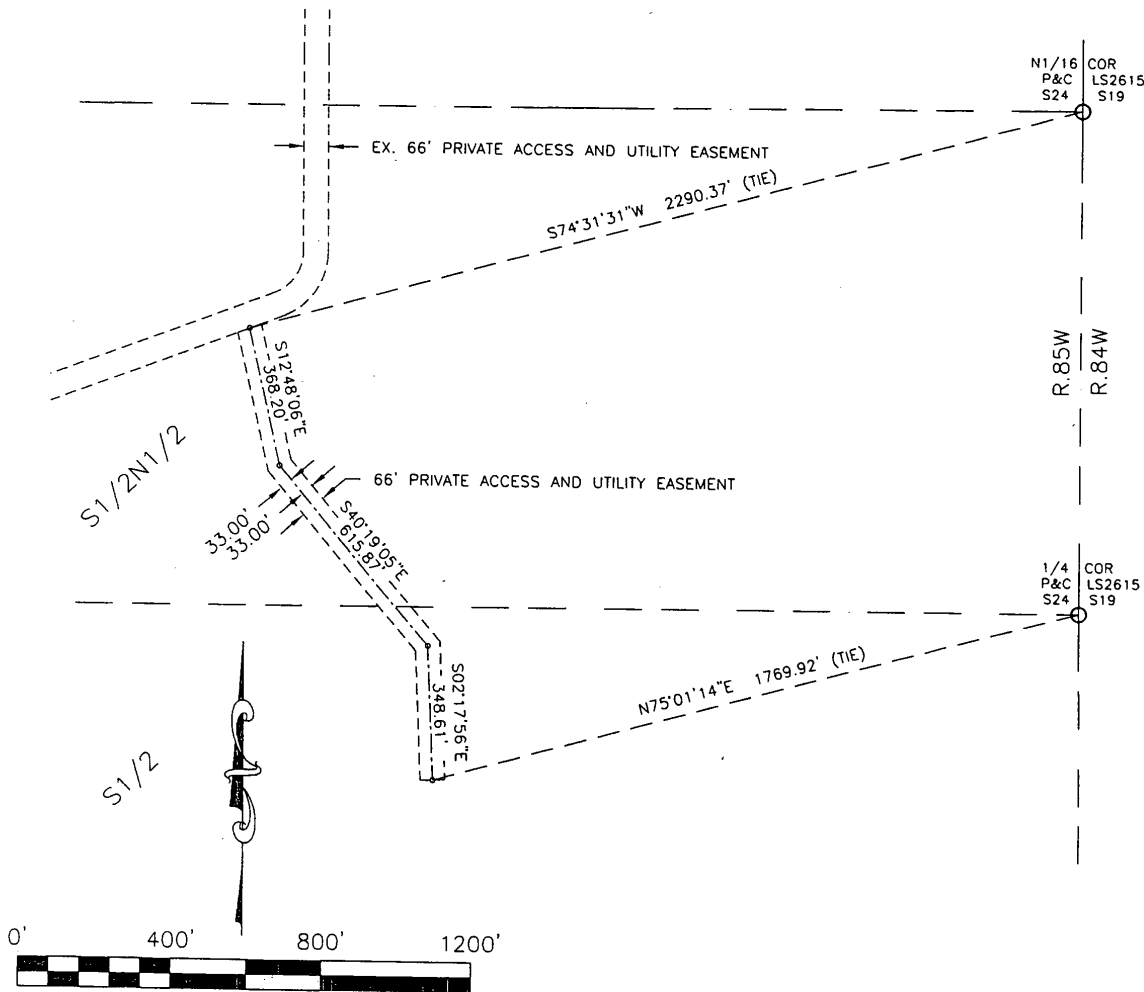 N1/16 COR
P&C LS2615
S24 S19
EX. 66' PRIVATE ACCESS AND UTILITY EASEMENT
S74°31'31"W 2290.37' (TIE)
S12°48'06"E
368.20'
R.85W
R.84W
S1/2N1/2
66' PRIVATE ACCESS AND UTILITY EASEMENT
33.00'
33.00'
S40°19'05"E
615.87'
1/4 COR
P&C LS2615
S24 S19
S02°17'56"E
348.61'
N75°01'14"E 1769.92' (TIE)
S1/2
0' 400' 800' 1200'